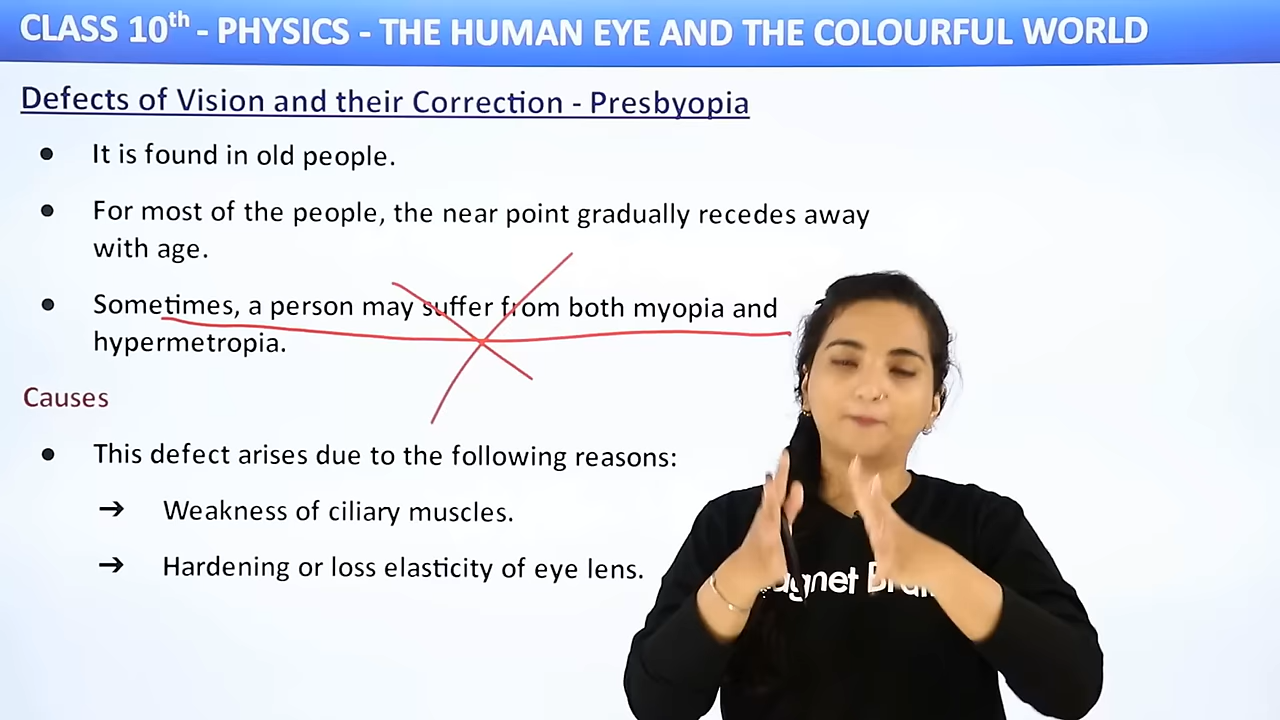 CLASS 10th - PHYSICS - THE HUMAN EYE AND THE COLOURFUL WORLD
Defects of Vision and their Correction - Presbyopia
● It is found in old people.
● For most of the people, the near point gradually recedes away
with age.
● Sometimes, a person may suffer from both myopia and
hypermetropia.
Causes
● This defect arises due to the following reasons:
➔ Weakness of ciliary muscles.
➔ Hardening or loss elasticity of eye lens.